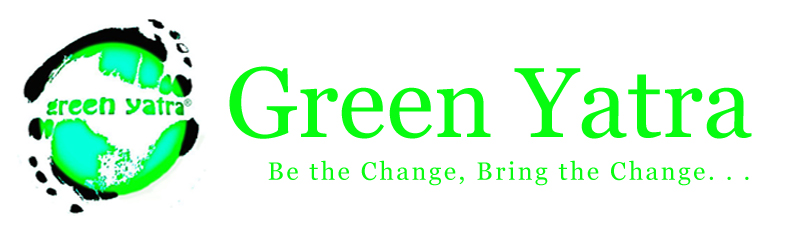 green yatra®
Green Yatra
Be the Change, Bring the Change. . .